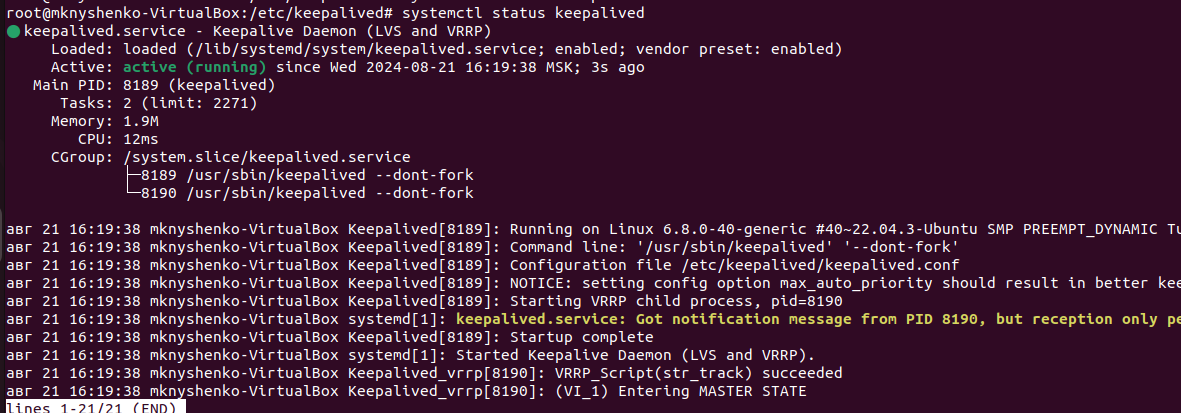 root@mknyshenko-VirtualBox:/etc/keepalived# systemctl status keepalived
● keepalived.service - Keepalive Daemon (LVS and VRRP)
Loaded: loaded (/lib/systemd/system/keepalived.service; enabled; vendor preset: enabled)
Active: active (running) since Wed 2024-08-21 16:19:38 MSK; 3s ago
Main PID: 8189 (keepalived)
Tasks: 2 (limit: 2271)
Memory: 1.9M
CPU: 12ms
CGroup: /system.slice/keepalived.service
├─8189 /usr/sbin/keepalived --dont-fork
└─8190 /usr/sbin/keepalived --dont-fork
авг 21 16:19:38 mknyshenko-VirtualBox Keepalived[8189]: Running on Linux 6.8.0-40-generic #40~22.04.3-Ubuntu SMP PREEMPT_DYNAMIC Tu
авг 21 16:19:38 mknyshenko-VirtualBox Keepalived[8189]: Command line: '/usr/sbin/keepalived' '--dont-fork'
авг 21 16:19:38 mknyshenko-VirtualBox Keepalived[8189]: Configuration file /etc/keepalived/keepalived.conf
авг 21 16:19:38 mknyshenko-VirtualBox Keepalived[8189]: NOTICE: setting config option max_auto_priority should result in better kee
авг 21 16:19:38 mknyshenko-VirtualBox Keepalived[8189]: Starting VRRP child process, pid=8190
авг 21 16:19:38 mknyshenko-VirtualBox systemd[1]: keepalived.service: Got notification message from PID 8190, but reception only pe
авг 21 16:19:38 mknyshenko-VirtualBox Keepalived[8189]: Startup complete
авг 21 16:19:38 mknyshenko-VirtualBox systemd[1]: Started Keepalive Daemon (LVS and VRRP).
авг 21 16:19:38 mknyshenko-VirtualBox Keepalived_vrrp[8190]: VRRP_Script(str_track) succeeded
авг 21 16:19:38 mknyshenko-VirtualBox Keepalived_vrrp[8190]: (VI_1) Entering MASTER STATE
lines 1-21/21 (END)